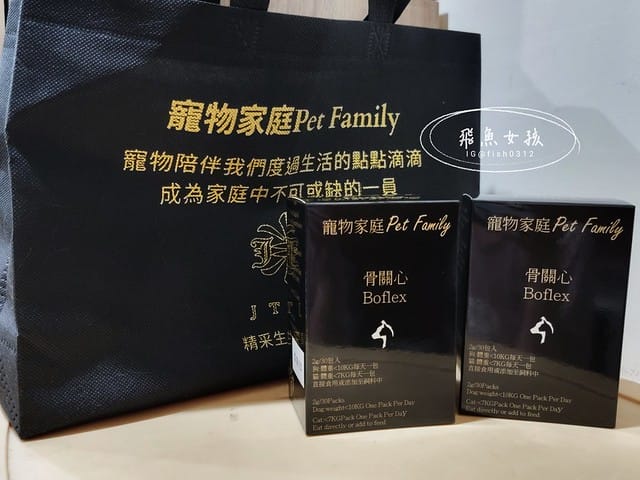 寵物家庭Pet Family
寵物陪伴我們度過生活的點點滴滴
成為家庭中不可或缺的一員
J T
精采生
飛魚女孩
IG@fish0312
寵物家庭Pet Family
骨關心
Boflex
2g/30包入
狗:體重<10KG每天一包
貓:體重<7KG每天一包
直接食用或添加至飼料中
2g/30Packs
Dog weight<10KG One Pack Per Day
Cat <7KGPack One Pack Per DaY
Eat directly or add to feed
寵物家庭Pet Family
骨關心
Boflex
2g/30包入
狗:體重<10KG每天一包
貓:體重<7KG每天一包
直接食用或添加至飼料中
2g/30Packs
Dog weight<10KG One Pack Per Day
Cat <7KGPack One Pack Per DaY
Eat directly or add to feed